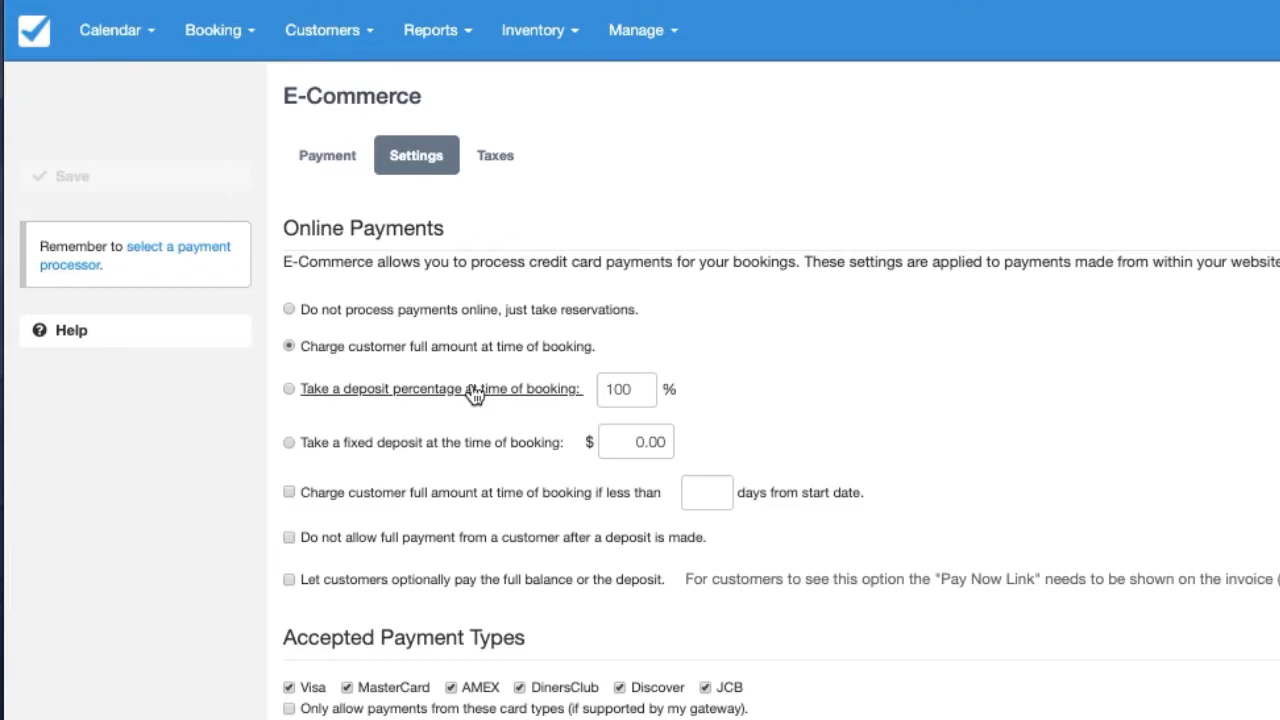 Calendar Booking Customers Reports Inventory Manage
E-Commerce
Payment Settings Taxes
Save
Remember to select a payment
processor.
Help
Online Payments
E-Commerce allows you to process credit card payments for your bookings. These settings are applied to payments made from within your website
Do not process payments online, just take reservations.
Charge customer full amount at time of booking.
Take a deposit percentage at time of booking: 100 %
Take a fixed deposit at the time of booking: $ 0.00
Charge customer full amount at time of booking if less than days from start date.
Do not allow full payment from a customer after a deposit is made.
Let customers optionally pay the full balance or the deposit. For customers to see this option the "Pay Now Link" needs to be shown on the invoice (
Accepted Payment Types
Visa MasterCard AMEX DinersClub Discover JCB
Only allow payments from these card types (if supported by my gateway).